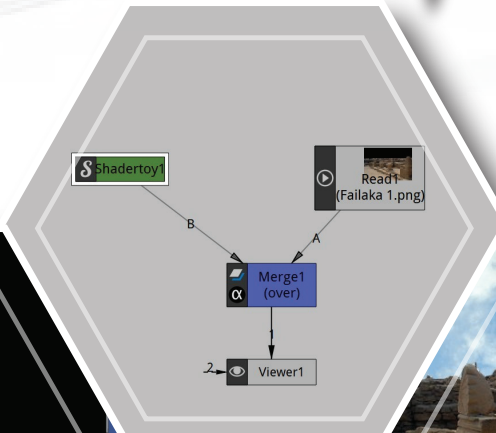 S Shadertoy1
Read1
(Failaka 1.png)
B
A
Merge1
(over)
α
1
2
Viewer1